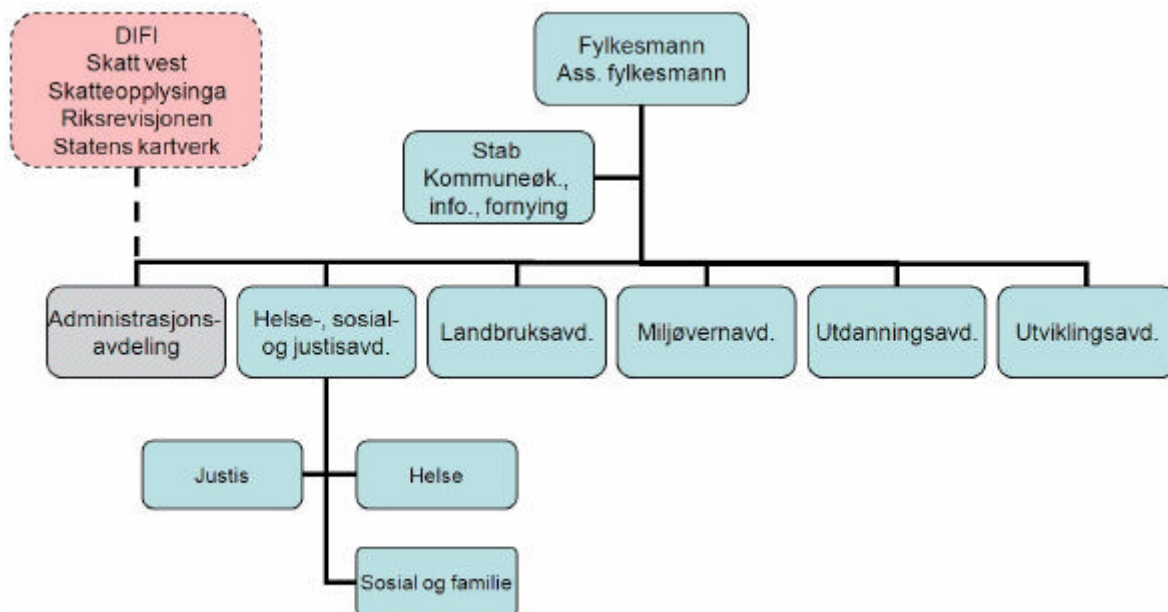 DIFI
Skatt vest
Skatteopplysinga
Riksrevisjonen
Statens kartverk
Fylkesmann
Ass. fylkesmann
Stab
Kommuneøk.,
info., fornying
Administrasjons-
avdeling
Helse-, sosial-
og justisavd.
Landbruksavd.
Miljøvernavd.
Utdanningsavd.
Utviklingsavd.
Justis
Helse
Sosial og familie